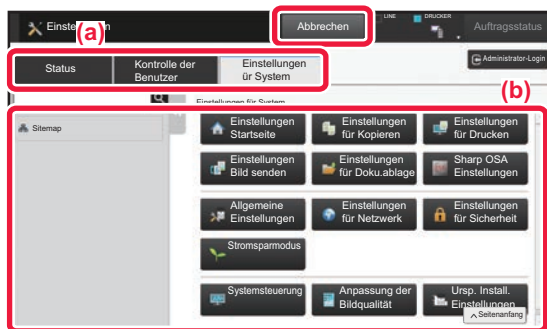 Einstellungen
Abbrechen
LINE
DRUCKER
Auftragsstatus
(a)
Status
Kontrolle der
Benutzer
Einstellungen
ür System
Administrator-Login
(b)
Einstellungen für System
Sitemap
Einstellungen
Startseite
Einstellungen
für Kopieren
Einstellungen
für Drucken
Einstellungen
Bild senden
Einstellungen
für Doku.ablage
Sharp OSA
Einstellungen
Allgemeine
Einstellungen
Einstellungen
für Netzwerk
Einstellungen
für Sicherheit
Stromsparmodus
Systemsteuerung
Anpassung der
Bildqualität
Ursp. Install.
Einstellungen
Seitenanfang